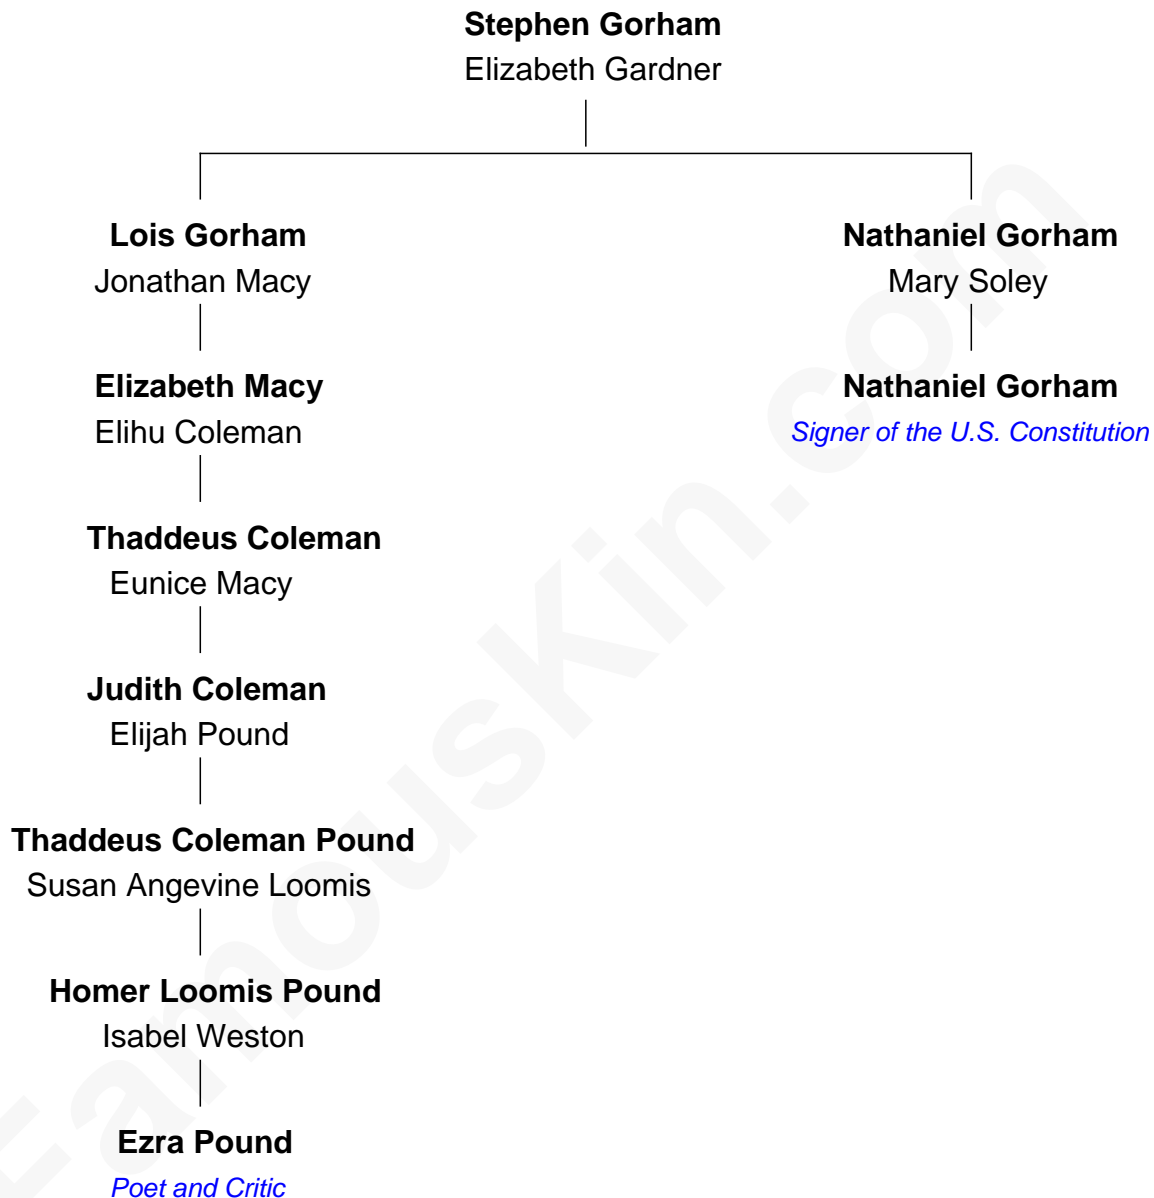 Stephen Gorham
Elizabeth Gardner
Lois Gorham
Jonathan Macy
Nathaniel Gorham
Mary Soley
Elizabeth Macy
Elihu Coleman
Nathaniel Gorham
Signer of the U.S. Constitution
Thaddeus Coleman
Eunice Macy
Judith Coleman
Elijah Pound
Thaddeus Coleman Pound
Susan Angevine Loomis
Homer Loomis Pound
Isabel Weston
Ezra Pound
Poet and Critic
FamousKin.com